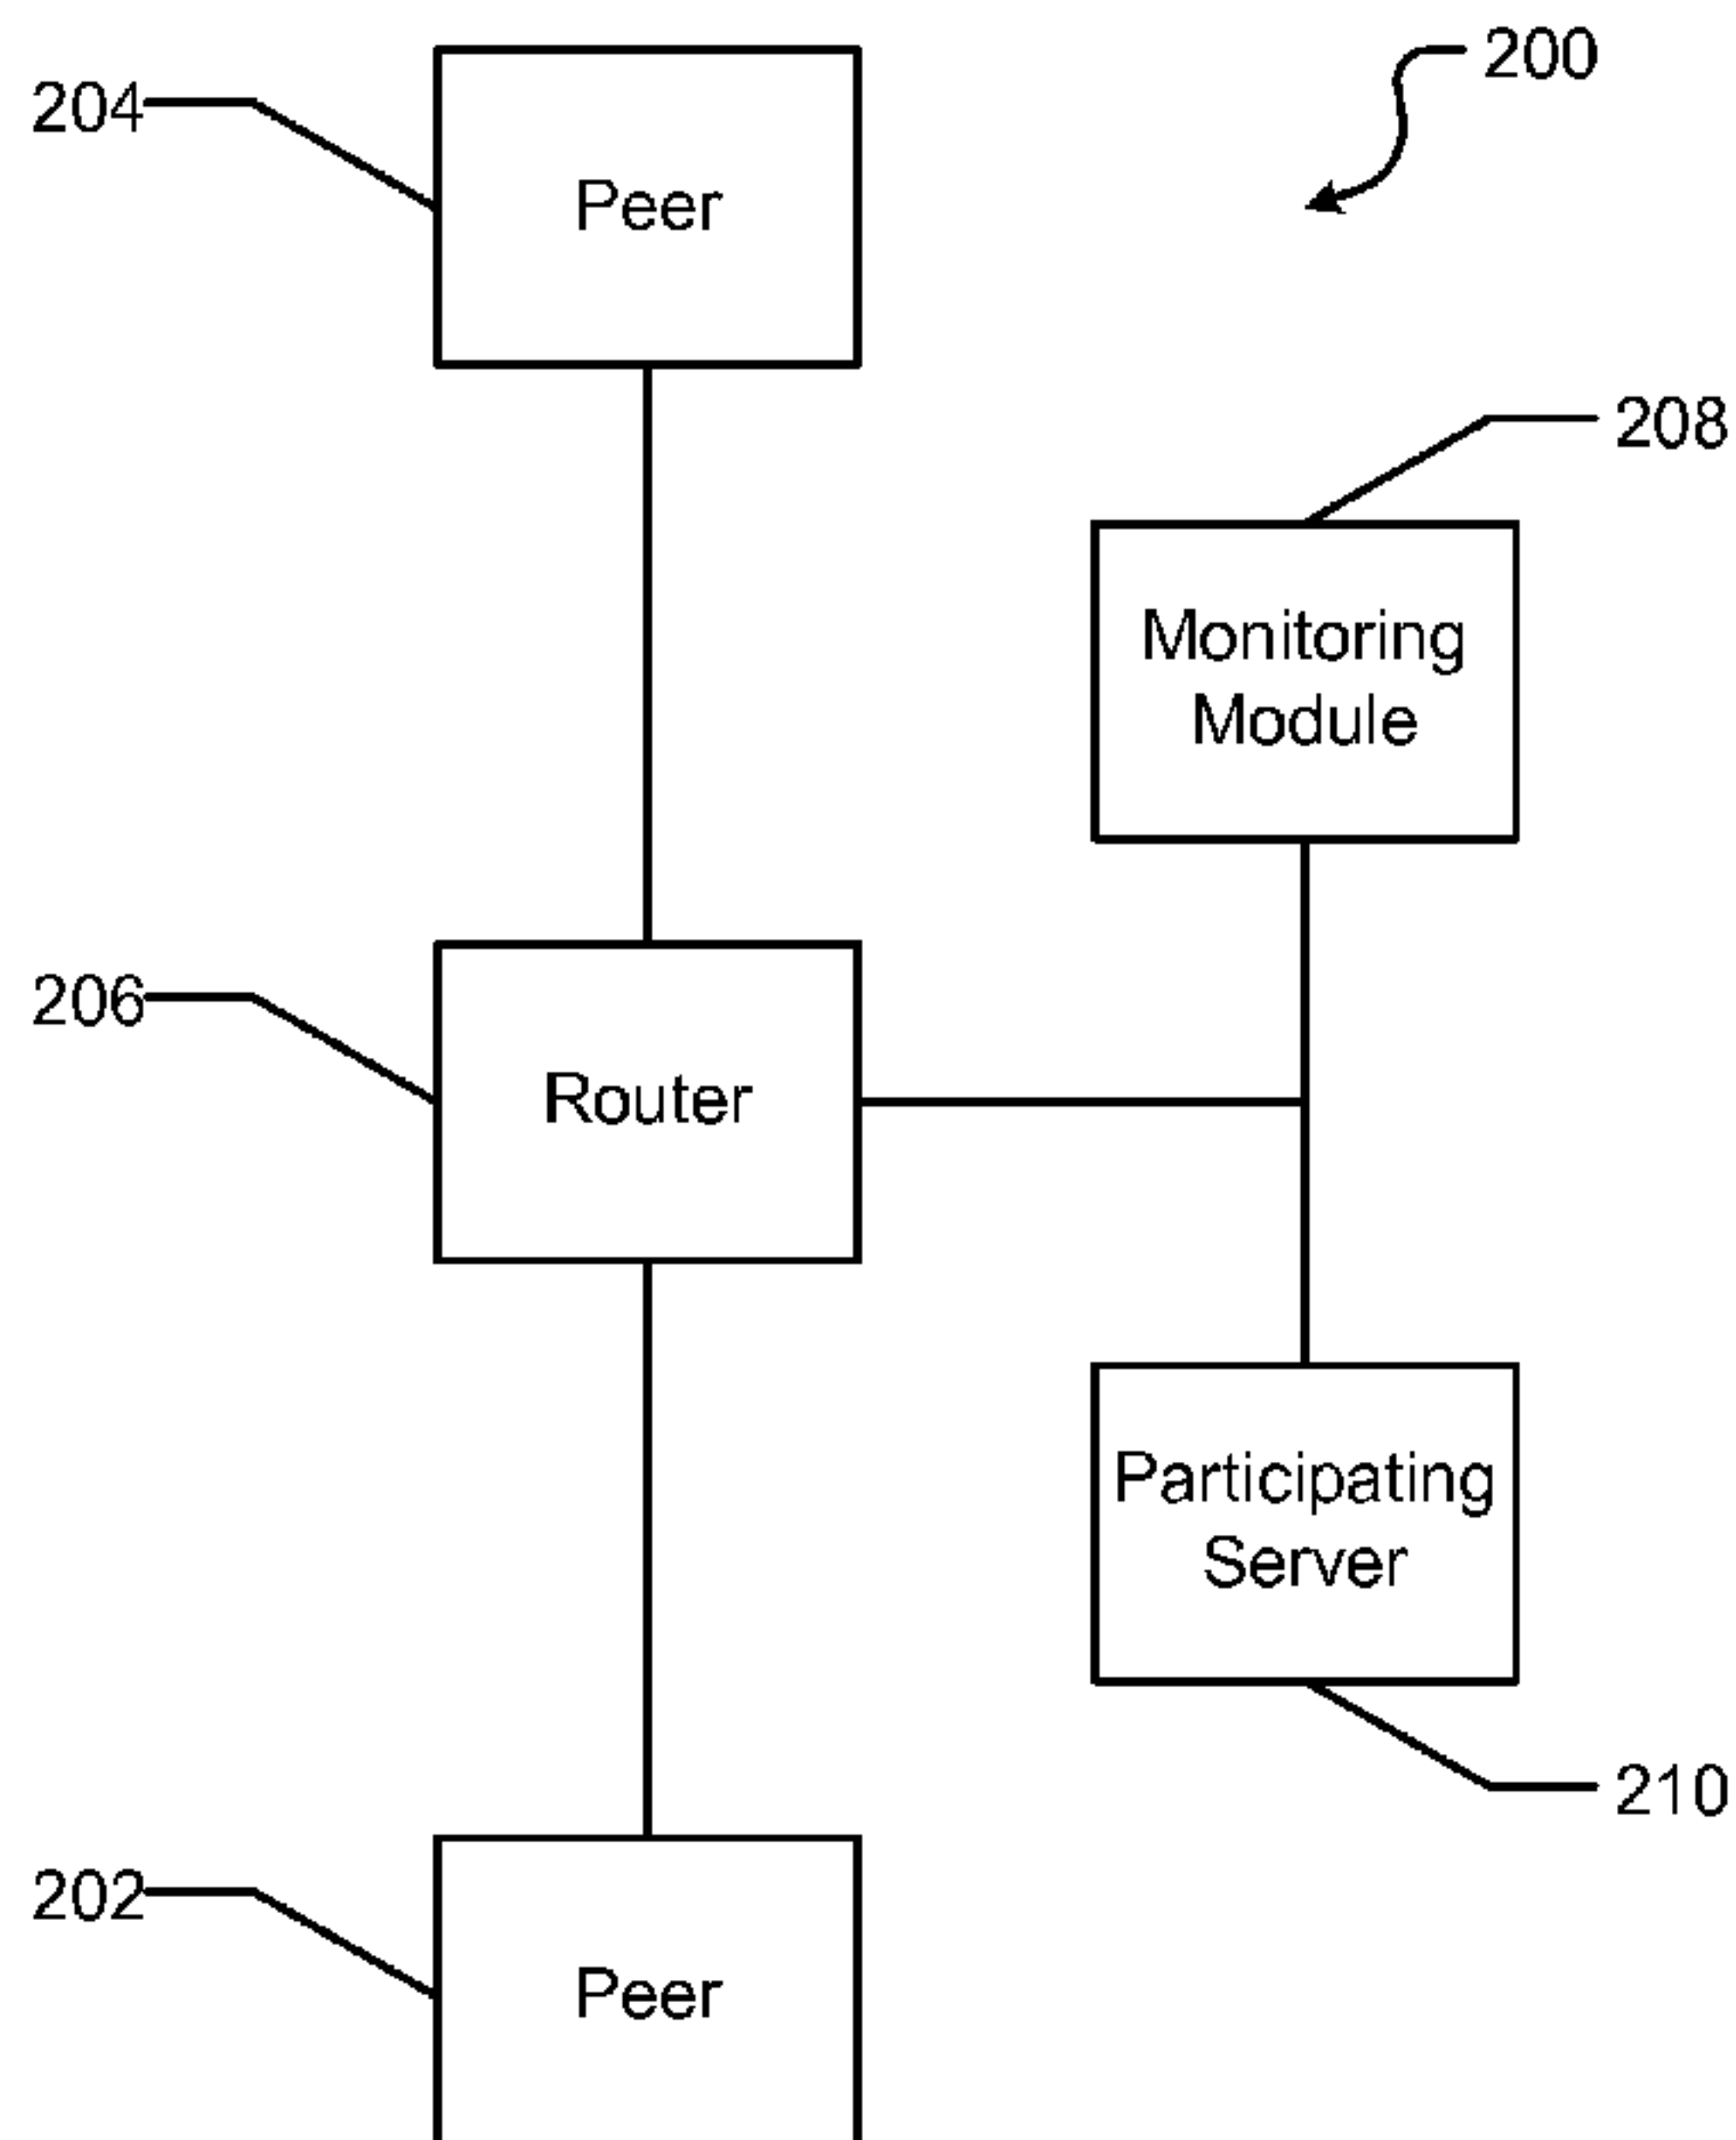 200
204
Peer
208
Monitoring
Module
206
Router
Participating
Server
210
202
Peer